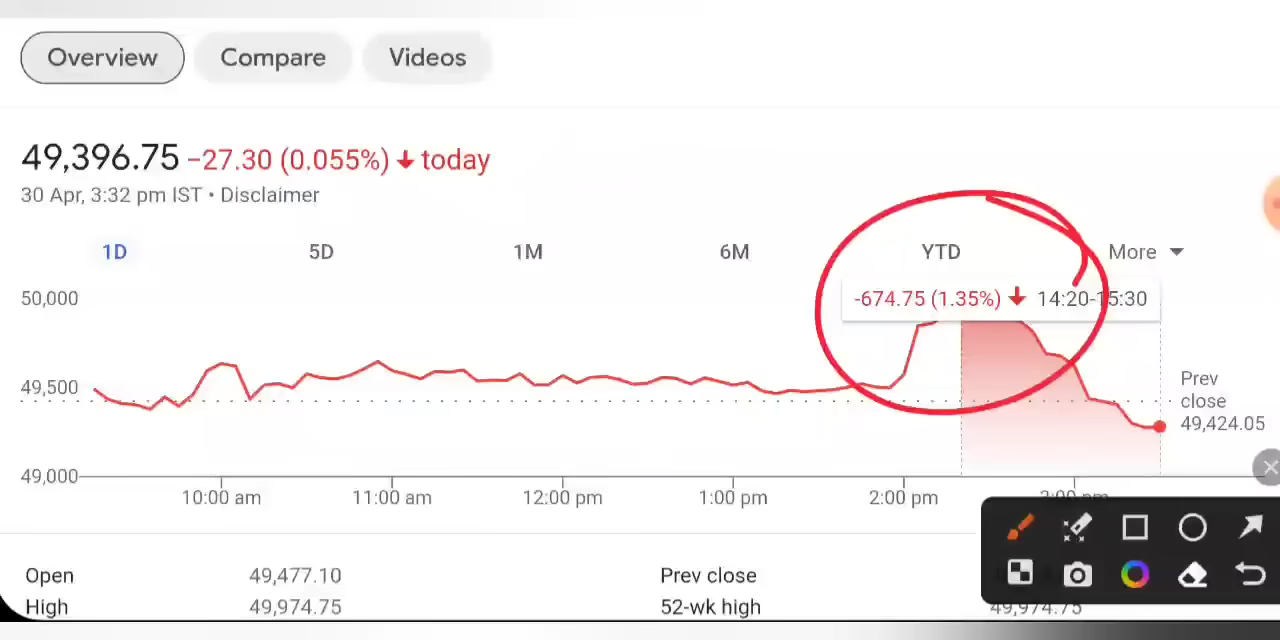 Overview Compare Videos
49,396.75 −27.30 (0.055%) ↓ today
30 Apr, 3:32 pm IST • Disclaimer
1D 5D 1M 6M YTD More
-674.75 (1.35%) ↓ 14:20-15:30
50,000
49,500
49,000
Prev
close
49,424.05
10:00 am 11:00 am 12:00 pm 1:00 pm 2:00 pm 3:00 pm
Open 49,477.10 Prev close
High 49,974.75 52-wk high 49,974.75